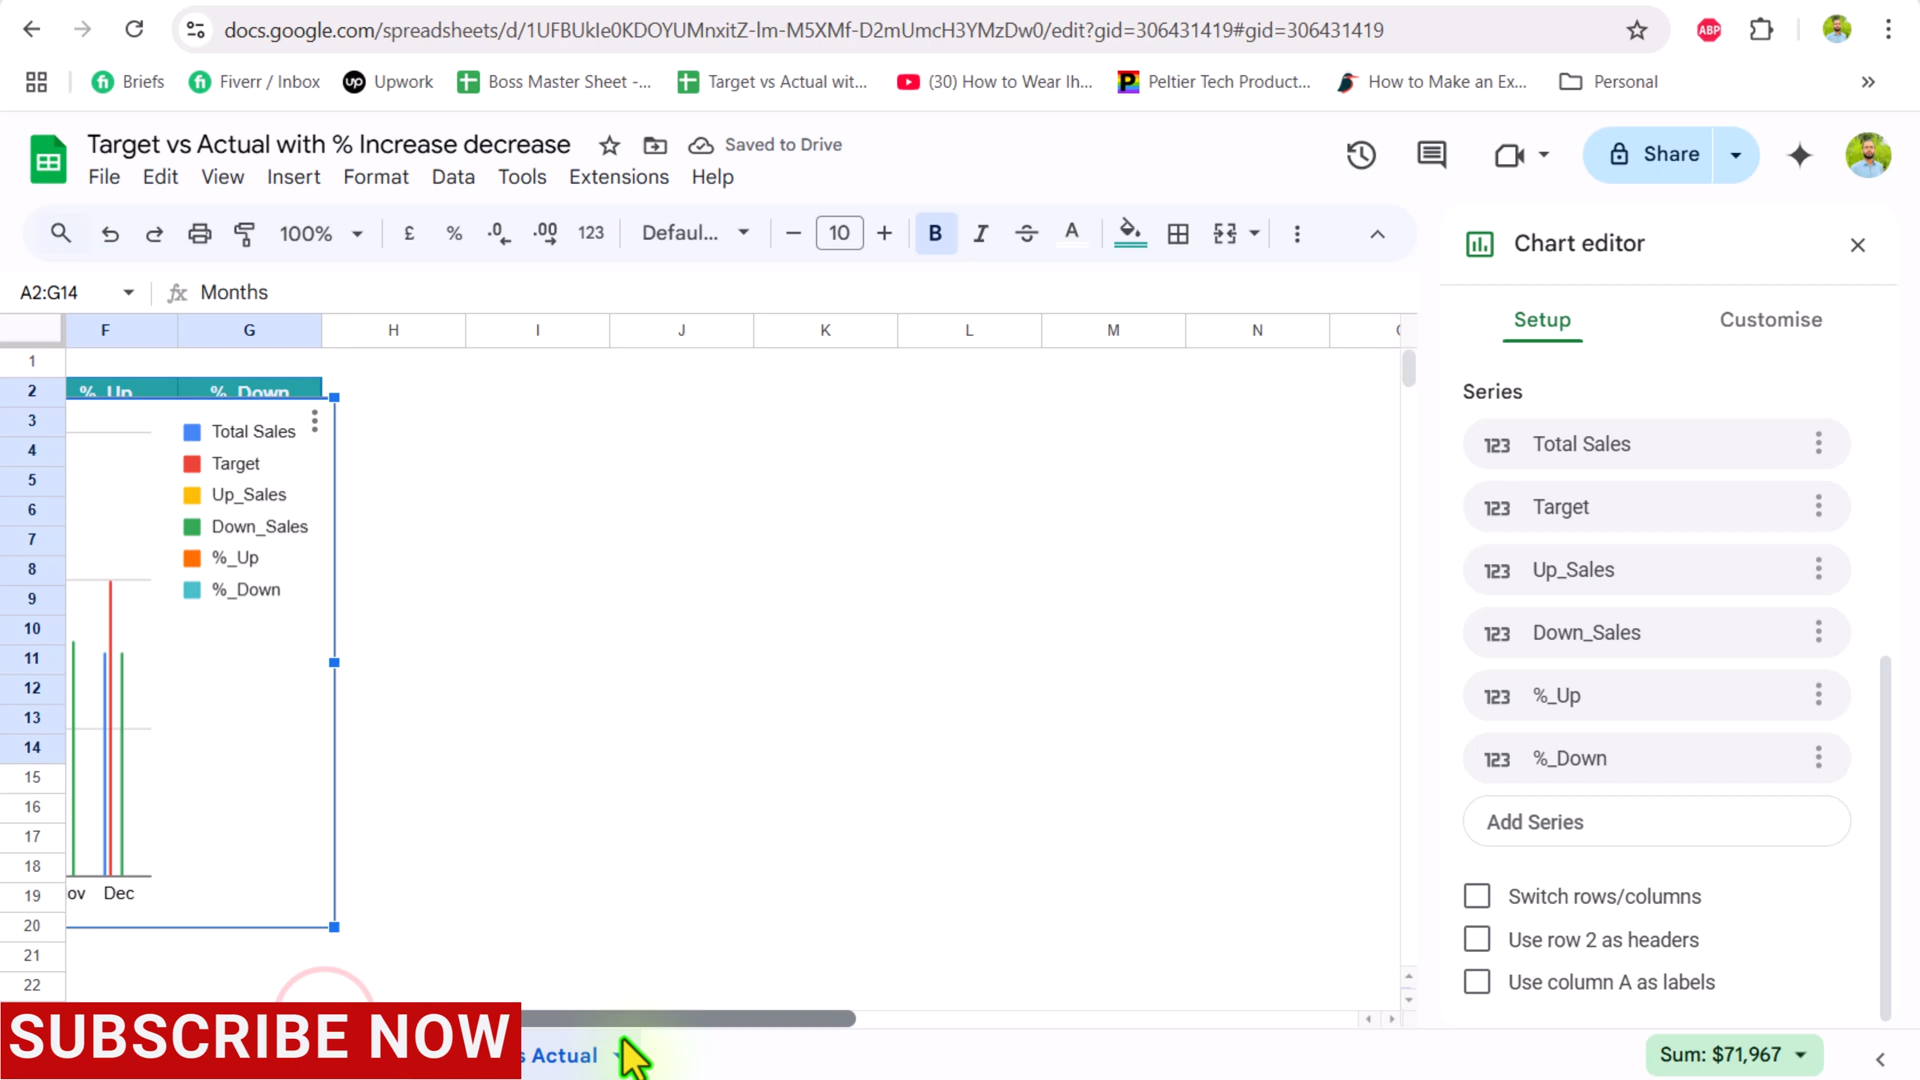 docs.google.com/spreadsheets/d/1UFBUkIe0KDOYUMnxitZ-lm-M5XMf-D2mUmcH3YMzDw0/edit?gid=306431419#gid=306431419
ABP
Briefs
Fiverr / Inbox
Upwork
Boss Master Sheet -...
Target vs Actual wit...
(30) How to Wear Ih...
Peltier Tech Product...
How to Make an Ex...
Personal
Target vs Actual with % Increase decrease
Saved to Drive
Share
File Edit View Insert Format Data Tools Extensions Help
100% £ % .0 .00 123 Defaul... 10 B I A
A2:G14 Months
F G H I J K L M N
1
2 %_Up %_Down
3
4
5
6
7
8
9
10
11
12
13
14
15
16
17
18
19
20
21
22
Total Sales
Target
Up_Sales
Down_Sales
%_Up
%_Down
ov Dec
Chart editor
Setup Customise
Series
123 Total Sales
123 Target
123 Up_Sales
123 Down_Sales
123 %_Up
123 %_Down
Add Series
Switch rows/columns
Use row 2 as headers
Use column A as labels
SUBSCRIBE NOW
s Actual
Sum: $71,967